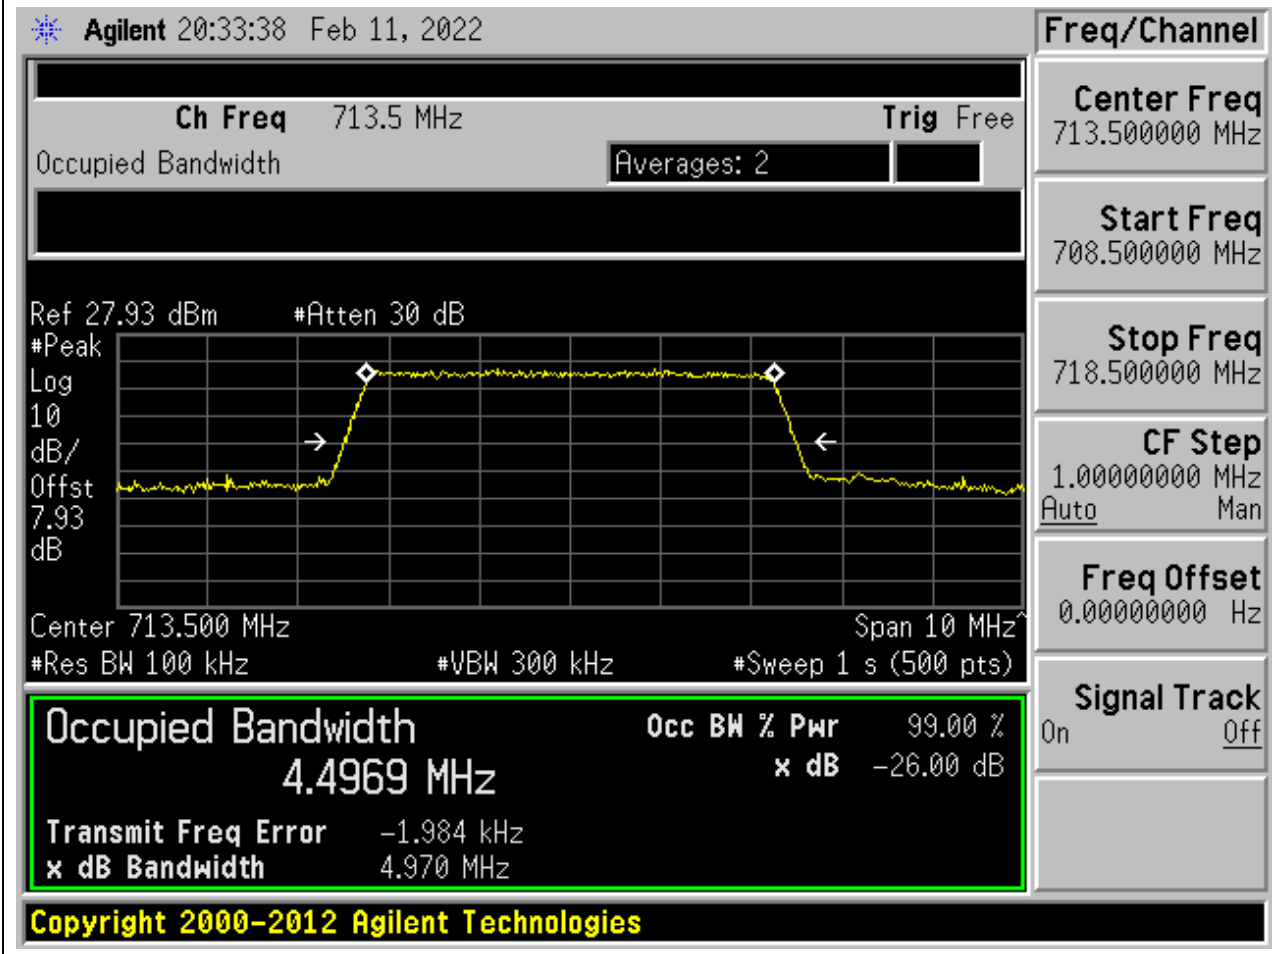 Agilent 20:33:38 Feb 11, 2022
Freq/Channel
Ch Freq 713.5 MHz Trig Free
Occupied Bandwidth Averages: 2
Ref 27.93 dBm #Atten 30 dB
#Peak
Log
10
dB/
Offst
7.93
dB
Center 713.500 MHz Span 10 MHz^
#Res BW 100 kHz #VBW 300 kHz #Sweep 1 s (500 pts)
Occupied Bandwidth Occ BW % Pwr 99.00 %
4.4969 MHz x dB -26.00 dB
Transmit Freq Error -1.984 kHz
x dB Bandwidth 4.970 MHz
Center Freq
713.500000 MHz
Start Freq
708.500000 MHz
Stop Freq
718.500000 MHz
CF Step
1.00000000 MHz
Auto Man
Freq Offset
0.00000000 Hz
Signal Track
On Off
Copyright 2000-2012 Agilent Technologies